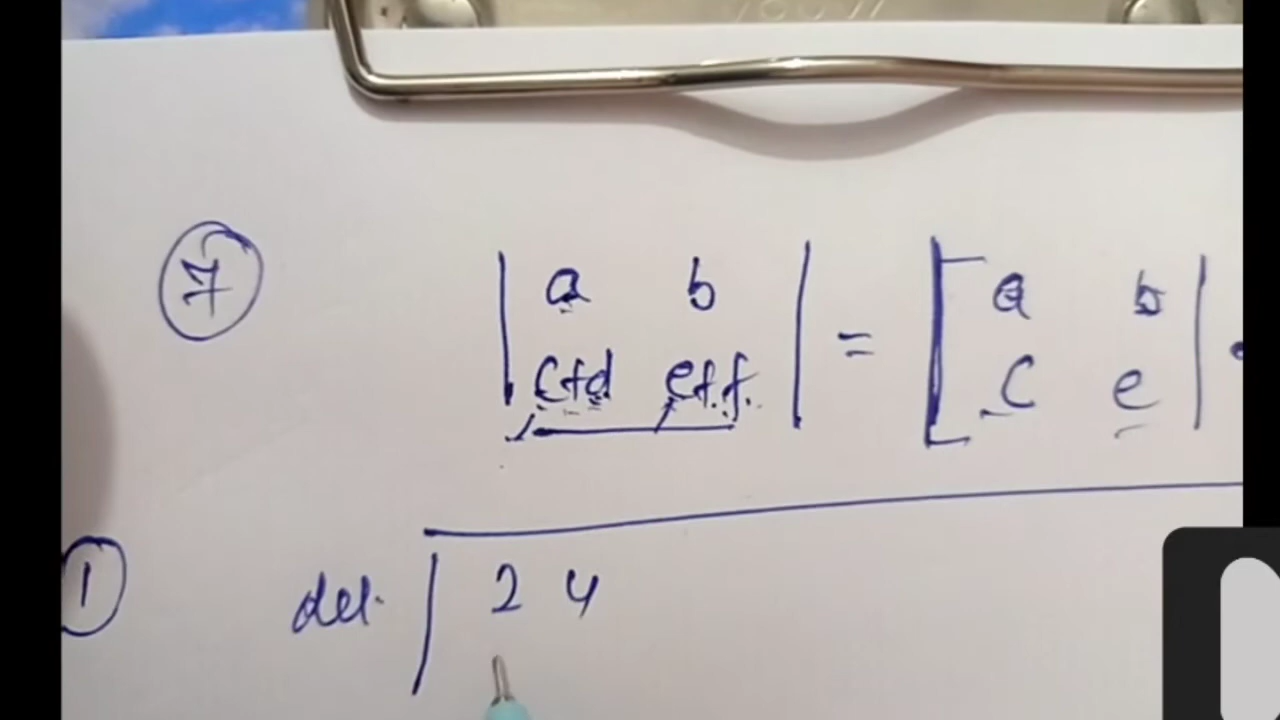 7
| a b | = [ a b |
| c+d e+f. | [ c e |
1 det. | 2 4